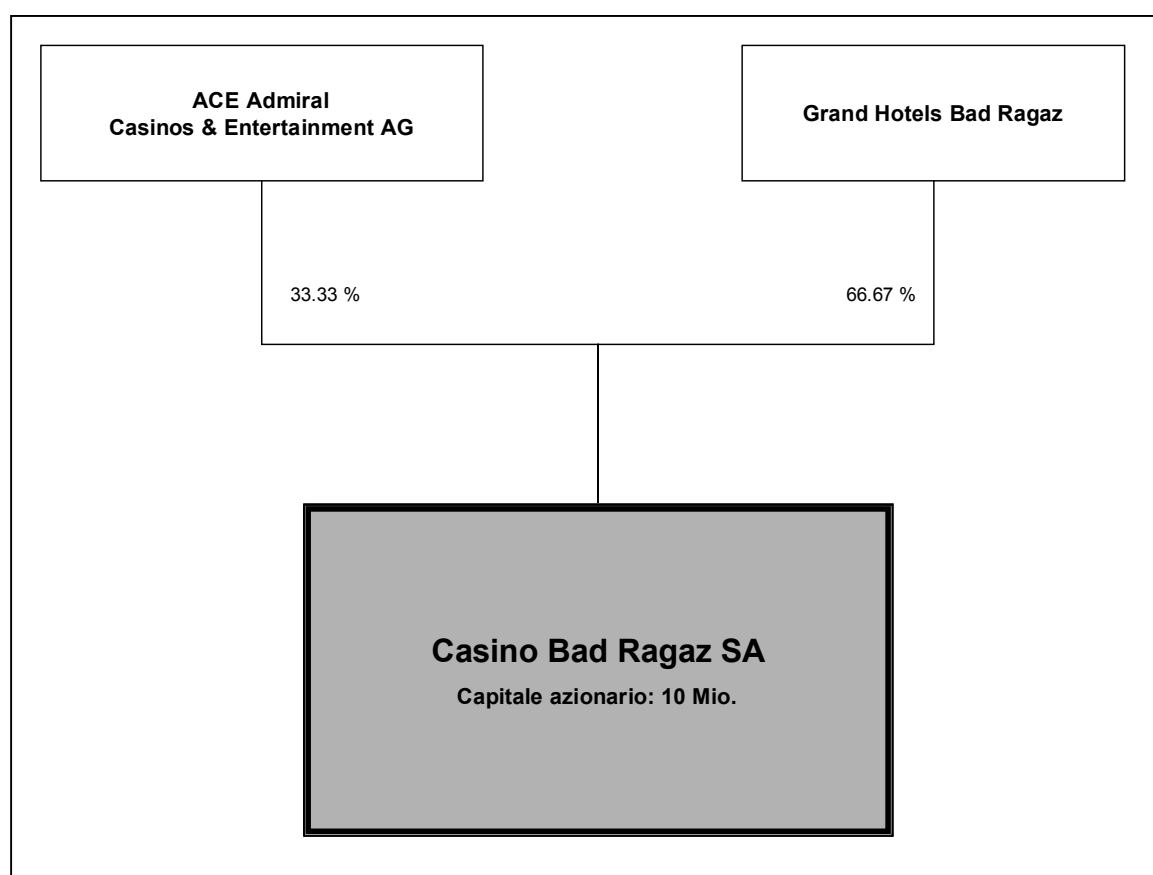 ACE Admiral
Casinos & Entertainment AG
Grand Hotels Bad Ragaz
33.33 %
66.67 %
Casino Bad Ragaz SA
Capitale azionario: 10 Mio.